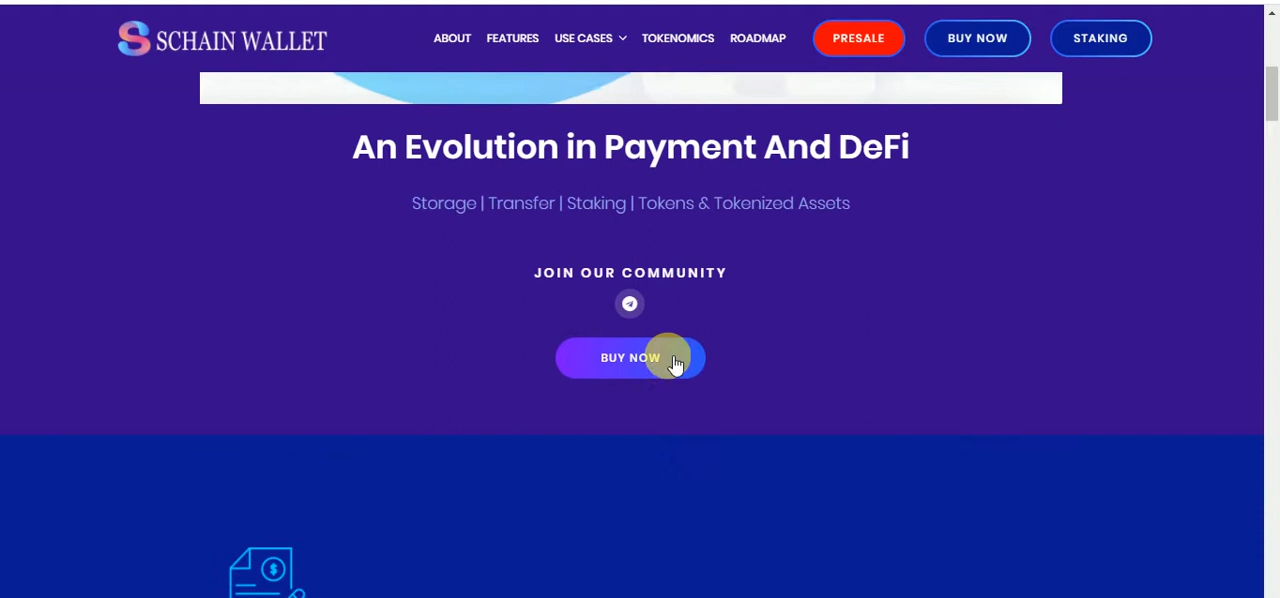 SCHAIN WALLET
ABOUT FEATURES USE CASES TOKENOMICS ROADMAP PRESALE BUY NOW STAKING
An Evolution in Payment And DeFi
Storage | Transfer | Staking | Tokens & Tokenized Assets
JOIN OUR COMMUNITY
BUY NOW
$